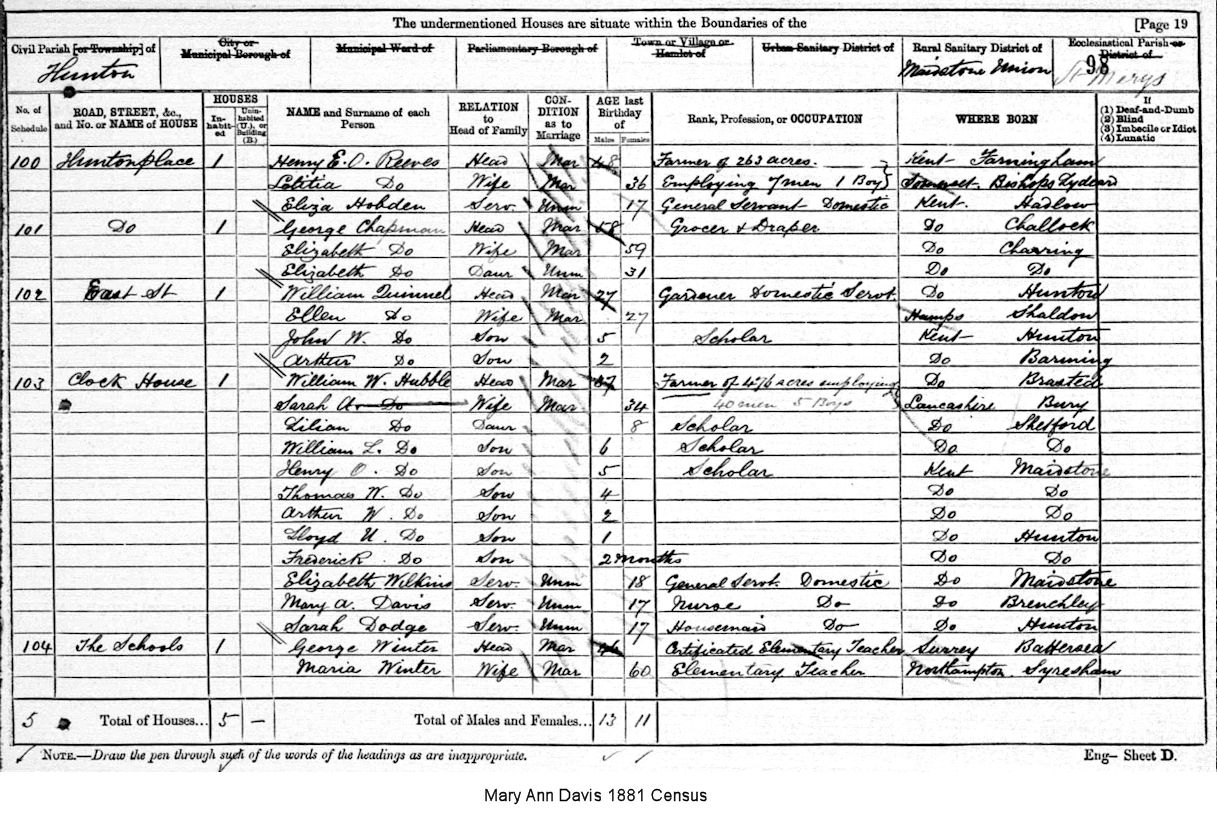 The undermentioned Houses are situate within the Boundaries of the [Page 19
Civil Parish [or Township] of City or Municipal Borough of Municipal Ward of Parliamentary Borough of Town or Village or Hamlet of Urban Sanitary District of Rural Sanitary District of Ecclesiastical Parish or District of
Hunton Maidstone Union 98 St Marys
No. of Schedule ROAD, STREET, &c., and No. or NAME of HOUSE HOUSES Inhabited Uninhabited (U.), or Building (B.) NAME and Surname of each Person RELATION to Head of Family CONDITION as to Marriage AGE last Birthday of Males Females Rank, Profession, or OCCUPATION WHERE BORN If (1) Deaf-and-Dumb (2) Blind (3) Imbecile or Idiot (4) Lunatic
100 Hunton place 1 Henry E. O. Reeves Head Mar 48 Farmer of 263 acres. Kent Farningham
Letitia Do Wife Mar 36 Employing 7 men 1 Boy Somerset Bishops Lydeard
Eliza Hobden Serv. Unm 17 General Servant Domestic Kent. Hadlow
101 Do 1 George Chapman Head Mar 58 Grocer & Draper Do Challock
Elizabeth Do Wife Mar 59 Do Charring
Elizabeth Do Daur Unm 31 Do Do
102 East St 1 William Quinnel Head Mar 27 Gardener Domestic Servt. Do Hunton
Ellen Do Wife Mar 27 Hamps Shaldon
John W. Do Son 5 Scholar Kent Hunton
Arthur Do Son 2 Do Barming
103 Clock House 1 William W. Hubble Head Mar 37 Farmer of 476 acres employing Do Brasted
Sarah A. Do Wife Mar 34 40 men 5 Boys Lancashire Bury
Lilian Do Daur 8 Scholar Do Shefford
William L. Do Son 6 Scholar Do Do
Henry O. Do Son 5 Scholar Kent Maidstone
Thomas W. Do Son 4 Do Do
Arthur W. Do Son 2 Do Do
Lloyd U. Do Son 1 Do Hunton
Frederick. Do Son 2 months Do Do
Elizabeth Wilkins Serv. Unm 18 General Servt. Domestic Do Maidstone
Mary A. Davis Serv. Unm 17 Nurse Do Do Brenchley
Sarah Dodge Serv. Unm 17 Housemaid Do Do Hunton
104 The Schools 1 George Winter Head Mar Certificated Elementary Teacher Surrey Battersea
Maria Winter Wife Mar 60 Elementary Teacher Northampton. Syresham
5 Total of Houses... 5 — Total of Males and Females... 13 11
NOTE.—Draw the pen through such of the words of the headings as are inappropriate. Eng— Sheet D.
Mary Ann Davis 1881 Census